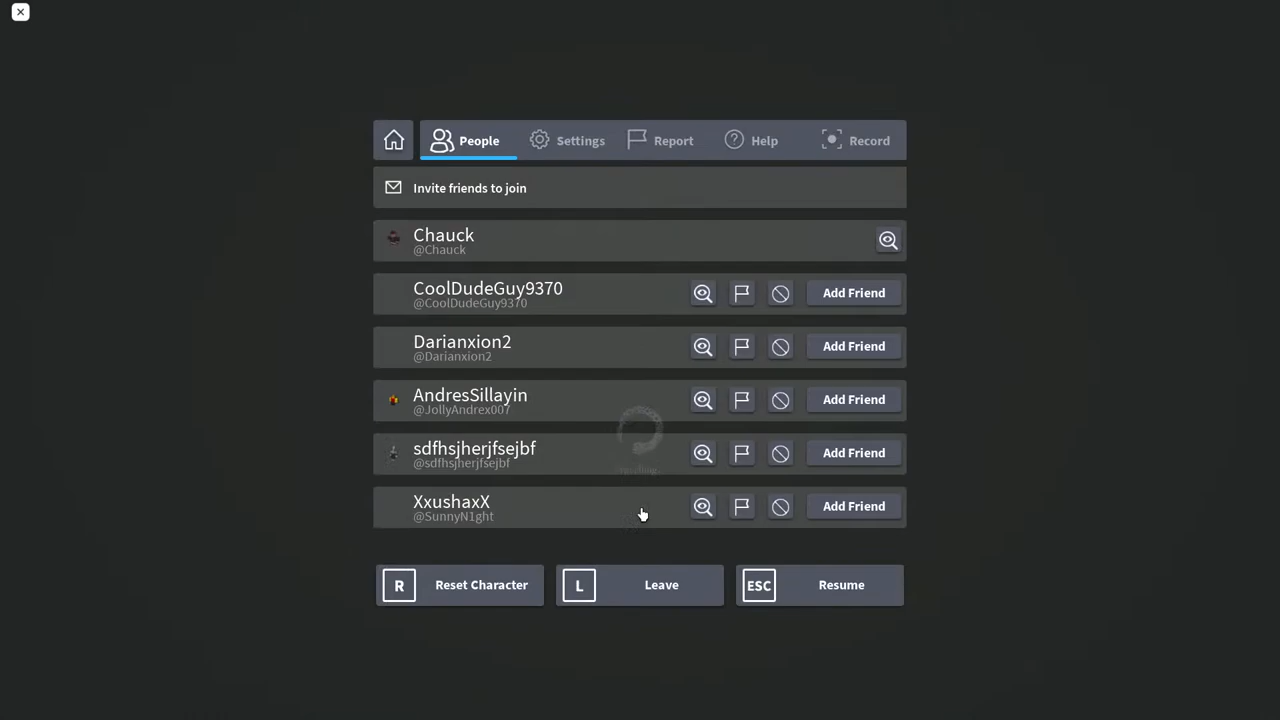 People
Settings
Report
Help
Record
Invite friends to join
Chauck
@Chauck
CoolDudeGuy9370
@CoolDudeGuy9370
Add Friend
Darianxion2
@Darianxion2
Add Friend
AndresSillayin
@JollyAndrex007
Add Friend
sdfhsjherjfsejbf
@sdfhsjherjfsejbf
Add Friend
XxushaxX
@SunnyN1ght
Add Friend
R Reset Character
L Leave
ESC Resume